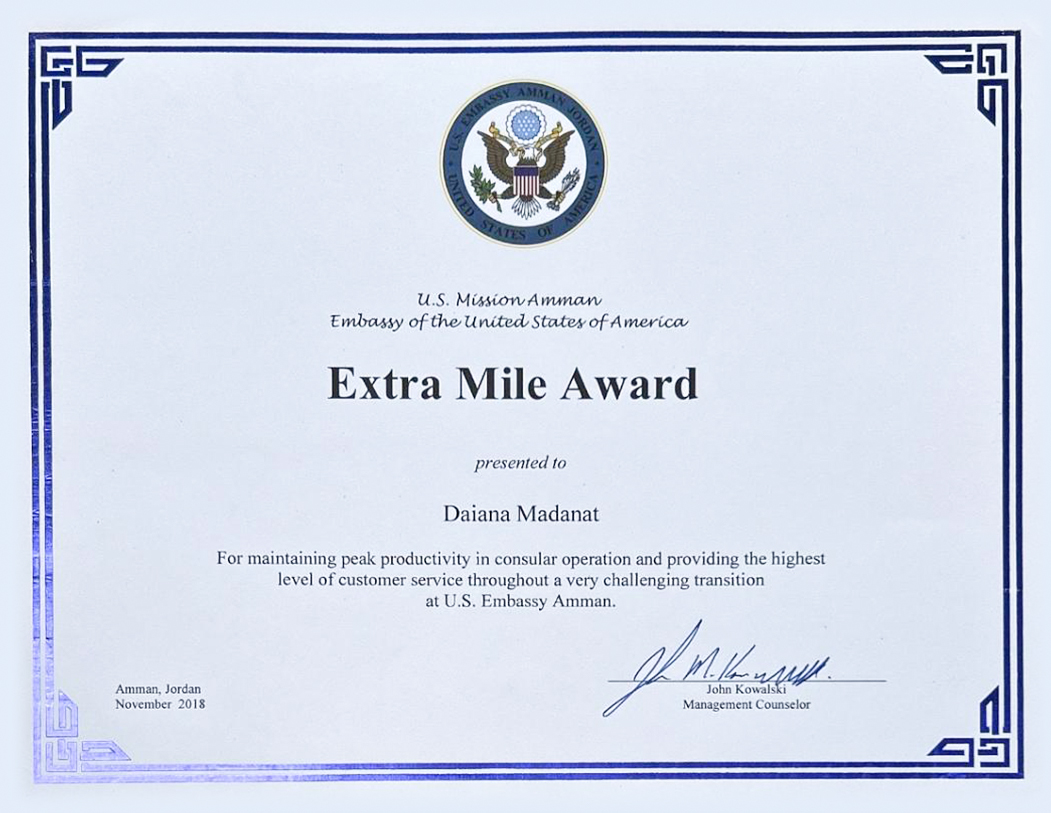 U.S. EMBASSY AMMAN JORDAN
UNITED STATES OF AMERICA
U.S. Mission Amman
Embassy of the United States of America
Extra Mile Award
presented to
Daiana Madanat
For maintaining peak productivity in consular operation and providing the highest
level of customer service throughout a very challenging transition
at U.S. Embassy Amman.
John Kowalski
Management Counselor
Amman, Jordan
November 2018